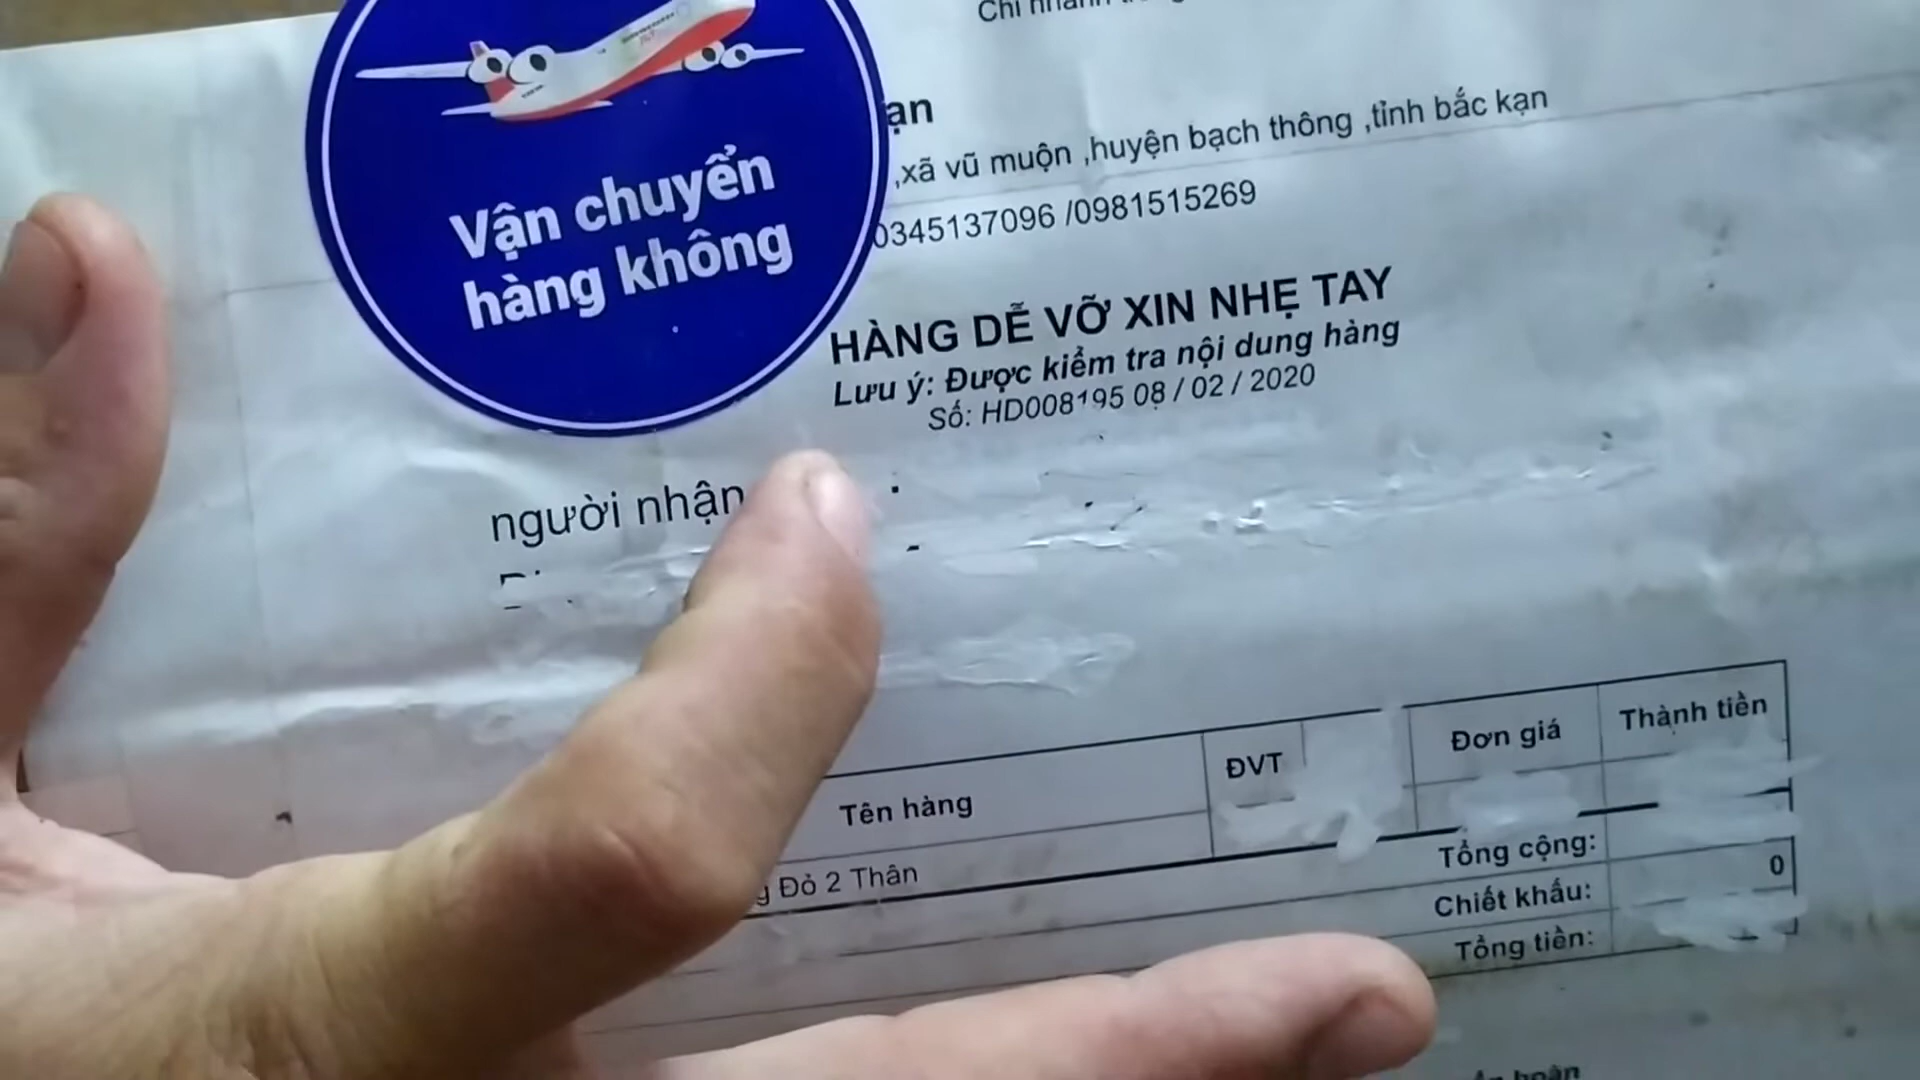 Chi nhánh
Vận chuyển
hàng không
ạn
,xã vũ muộn ,huyện bạch thông ,tỉnh bắc kạn
0345137096 /0981515269
HÀNG DỄ VỠ XIN NHẸ TAY
Lưu ý: Được kiểm tra nội dung hàng
Số: HD008195 08 / 02 / 2020
người nhận
Tên hàng ĐVT Đơn giá Thành tiền
g Đỏ 2 Thân
Tổng cộng:
Chiết khấu: 0
Tổng tiền:
hoàn